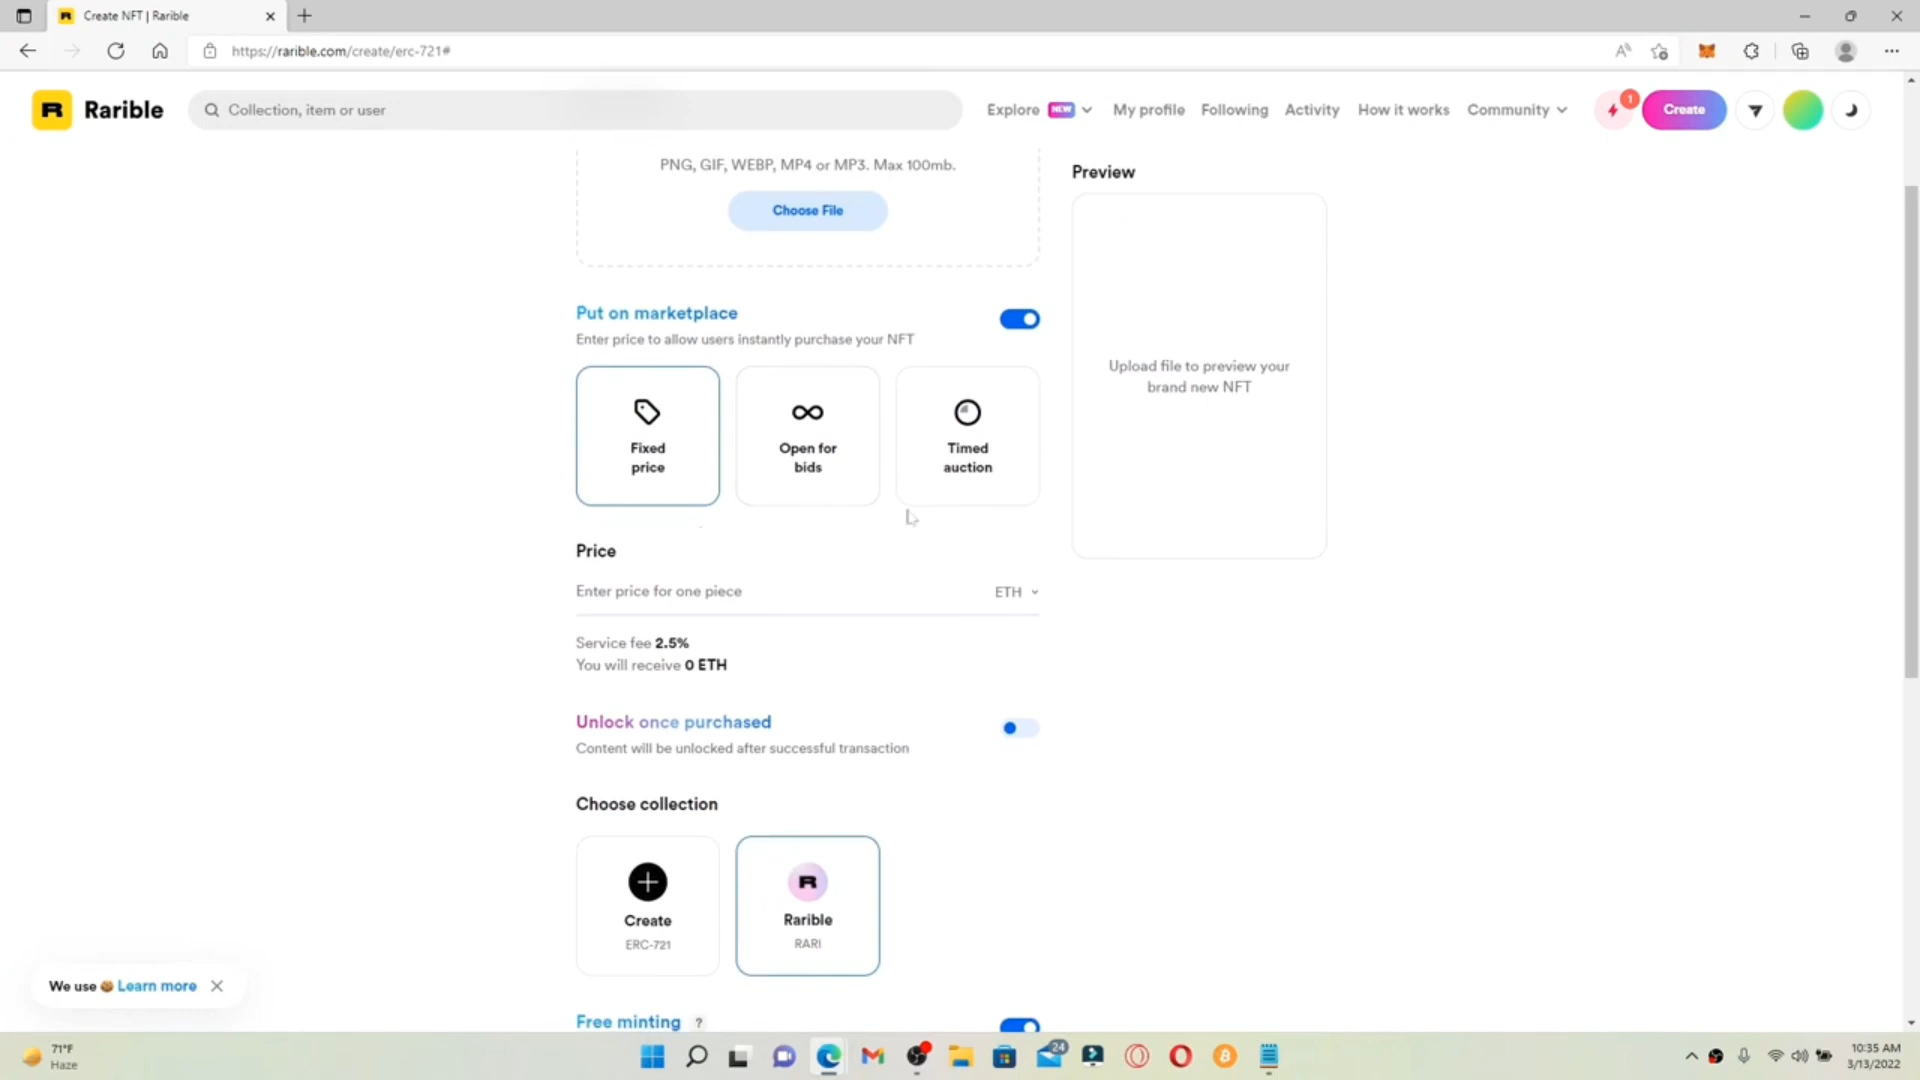 Create NFT | Rarible
https://rarible.com/create/erc-721#
Rarible
Collection, item or user
Explore NEW
My profile
Following
Activity
How it works
Community
1
Create
PNG, GIF, WEBP, MP4 or MP3. Max 100mb.
Choose File
Preview
Upload file to preview your
brand new NFT
Put on marketplace
Enter price to allow users instantly purchase your NFT
Fixed
price
Open for
bids
Timed
auction
Price
Enter price for one piece
ETH
Service fee 2.5%
You will receive 0 ETH
Unlock once purchased
Content will be unlocked after successful transaction
Choose collection
Create
ERC-721
Rarible
RARI
We use Learn more
Free minting ?
71°F
Haze
24
10:35 AM
3/13/2022